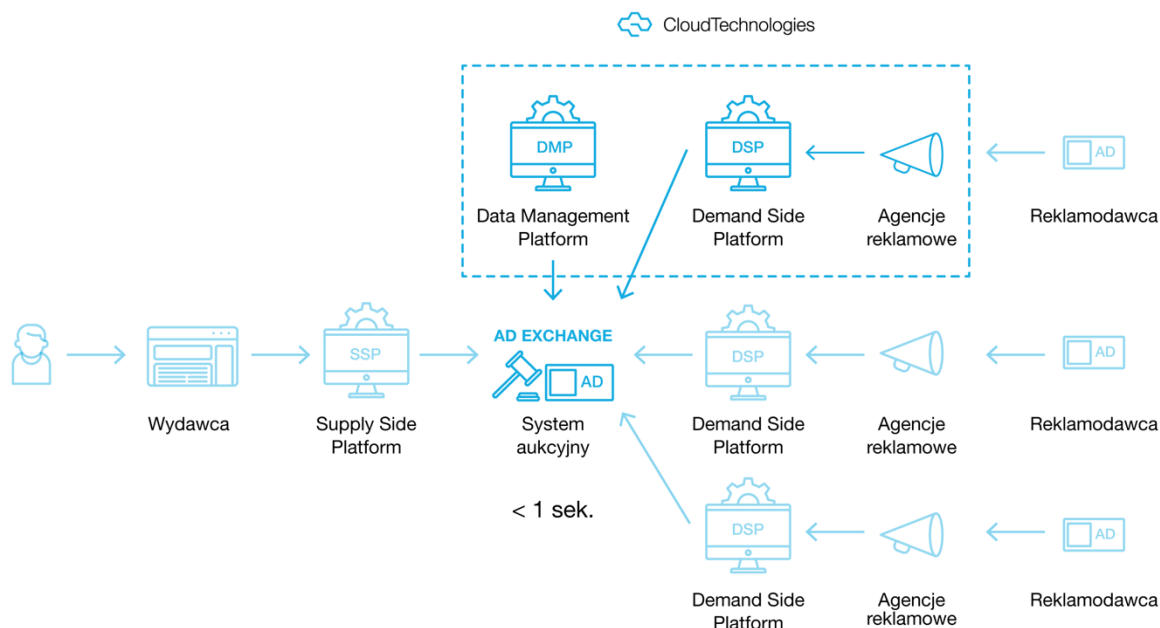 CloudTechnologies
DMP
DSP
AD
Data Management
Platform
Demand Side
Platform
Agencje
reklamowe
Reklamodawca
AD EXCHANGE
SSP
AD
DSP
AD
Wydawca
Supply Side
Platform
System
aukcyjny
Demand Side
Platform
Agencje
reklamowe
Reklamodawca
< 1 sek.
DSP
AD
Demand Side
Platform
Agencje
reklamowe
Reklamodawca